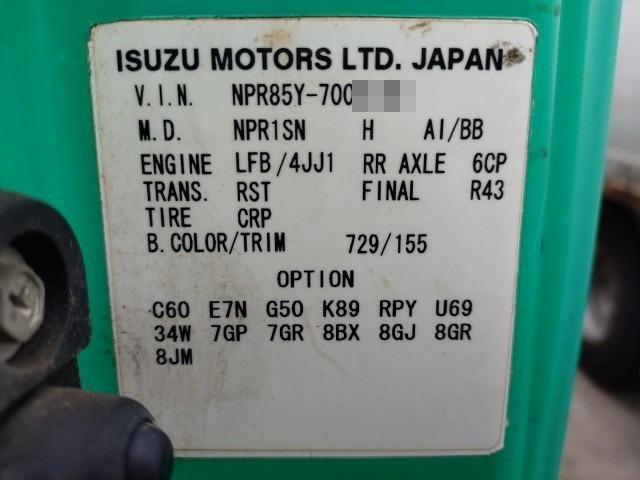 ISUZU MOTORS LTD. JAPAN
V.I.N. NPR85Y-700
M.D. NPR1SN H AI/BB
ENGINE LFB/4JJ1 RR AXLE 6CP
TRANS. RST FINAL R43
TIRE CRP
B.COLOR/TRIM 729/155
OPTION
C60 E7N G50 K89 RPY U69
34W 7GP 7GR 8BX 8GJ 8GR
8JM